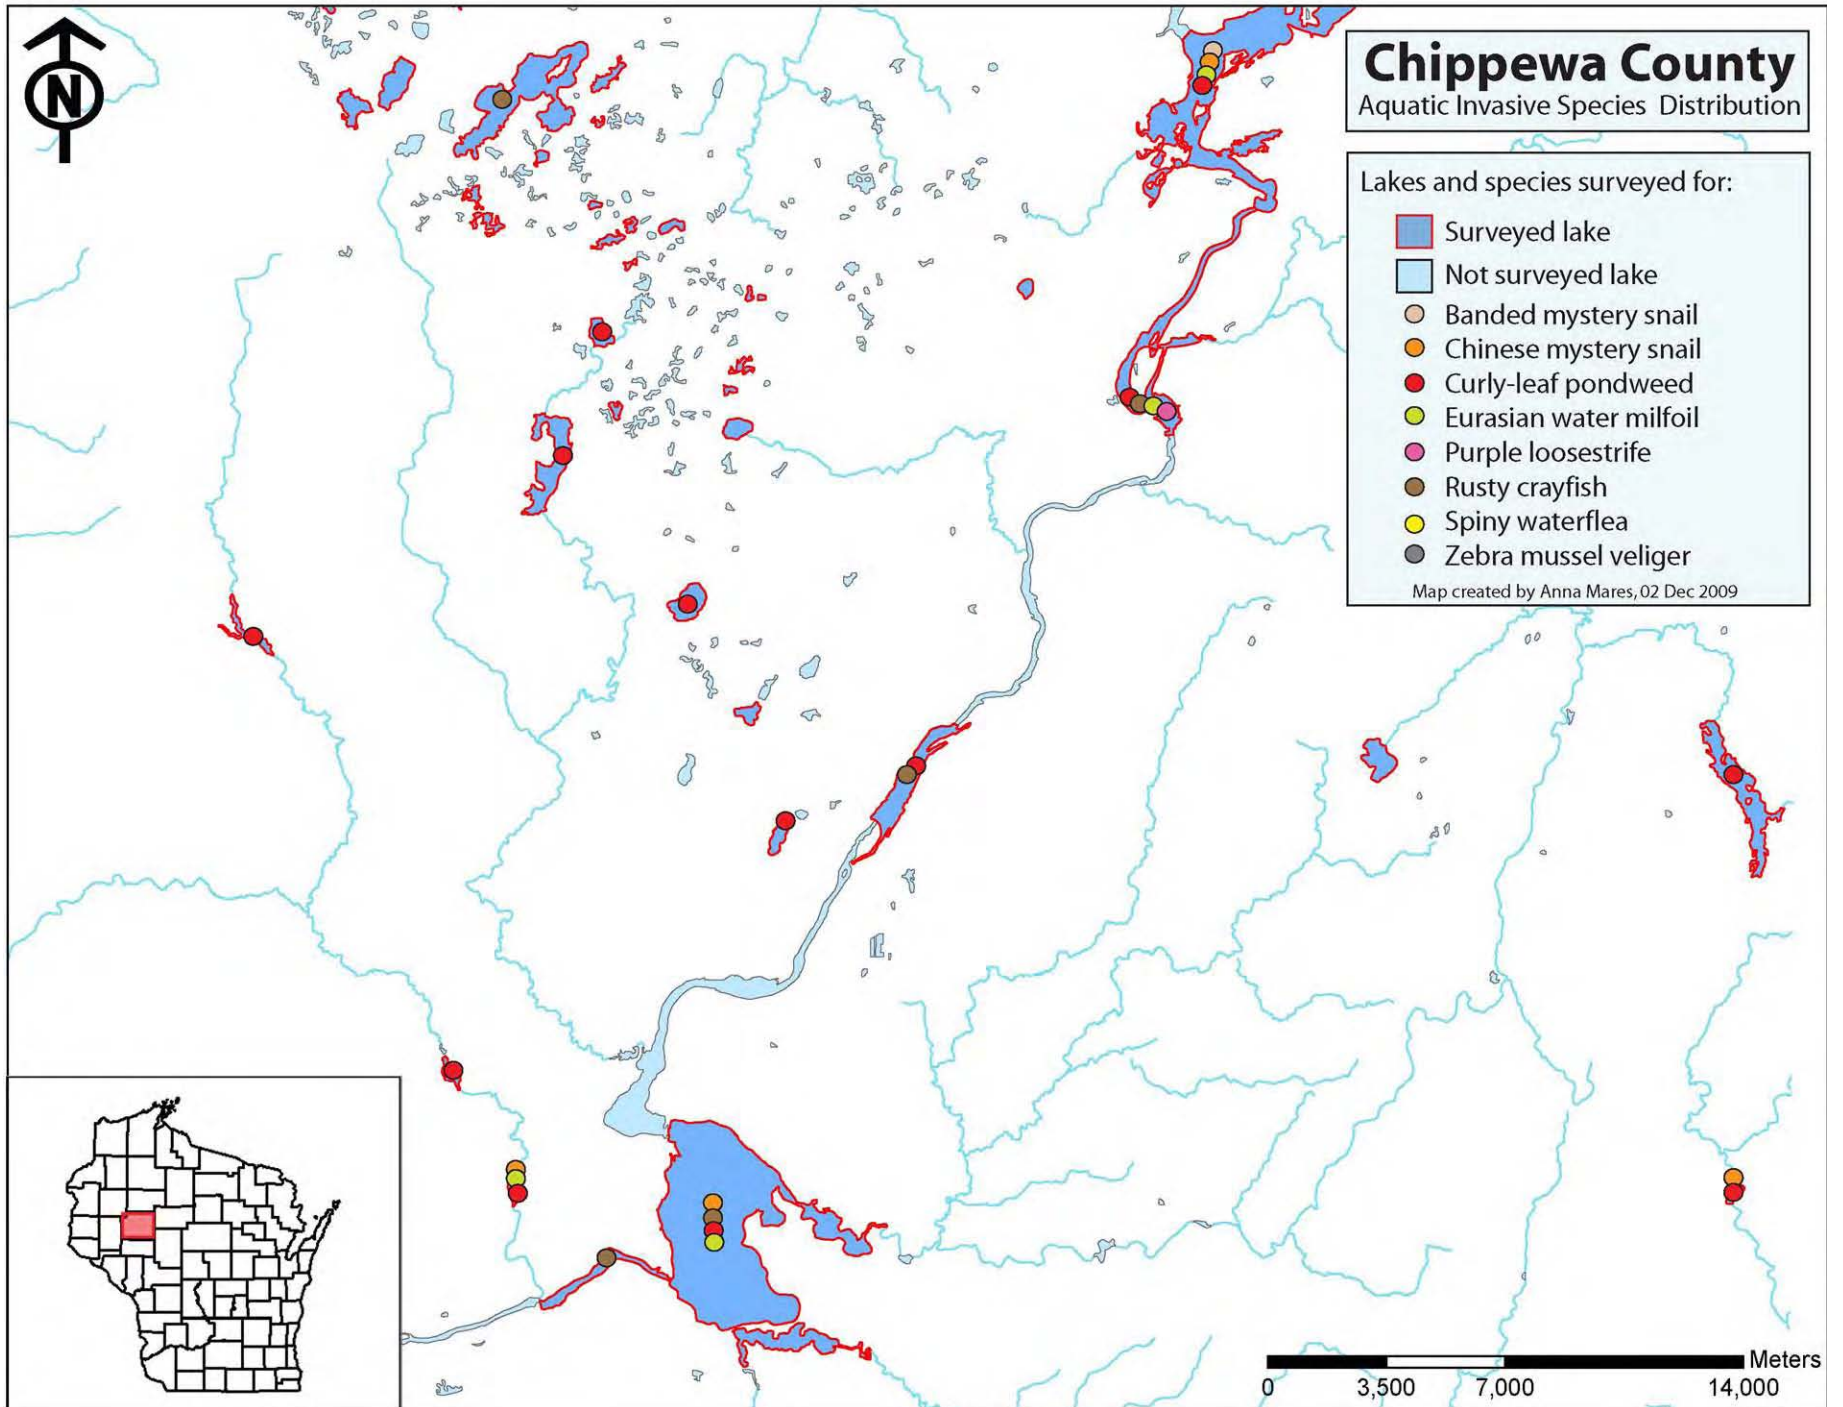 N
Chippewa County
Aquatic Invasive Species Distribution
Lakes and species surveyed for:
Surveyed lake
Not surveyed lake
Banded mystery snail
Chinese mystery snail
Curly-leaf pondweed
Eurasian water milfoil
Purple loosestrife
Rusty crayfish
Spiny waterflea
Zebra mussel veliger
Map created by Anna Mares, 02 Dec 2009
Meters
0 3,500 7,000 14,000